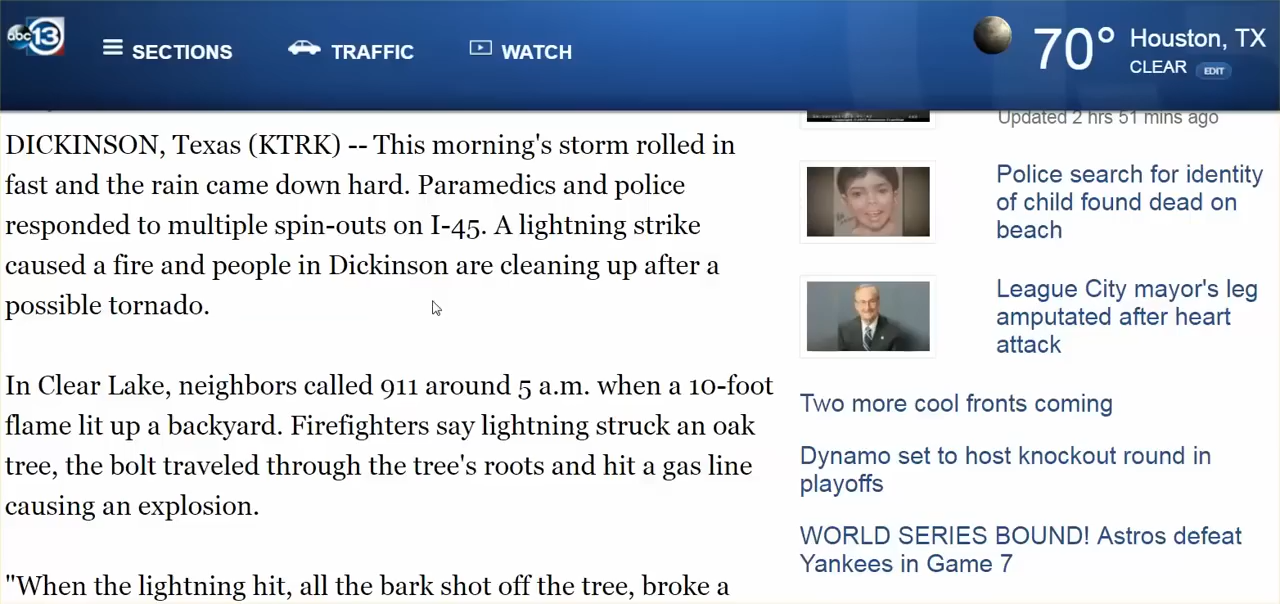 abc13
SECTIONS
TRAFFIC
WATCH
70°
Houston, TX
CLEAR
EDIT
DICKINSON, Texas (KTRK) -- This morning's storm rolled in
fast and the rain came down hard. Paramedics and police
responded to multiple spin-outs on I-45. A lightning strike
caused a fire and people in Dickinson are cleaning up after a
possible tornado.
In Clear Lake, neighbors called 911 around 5 a.m. when a 10-foot
flame lit up a backyard. Firefighters say lightning struck an oak
tree, the bolt traveled through the tree's roots and hit a gas line
causing an explosion.
"When the lightning hit, all the bark shot off the tree, broke a
Updated 2 hrs 51 mins ago
Police search for identity
of child found dead on
beach
League City mayor's leg
amputated after heart
attack
Two more cool fronts coming
Dynamo set to host knockout round in
playoffs
WORLD SERIES BOUND! Astros defeat
Yankees in Game 7